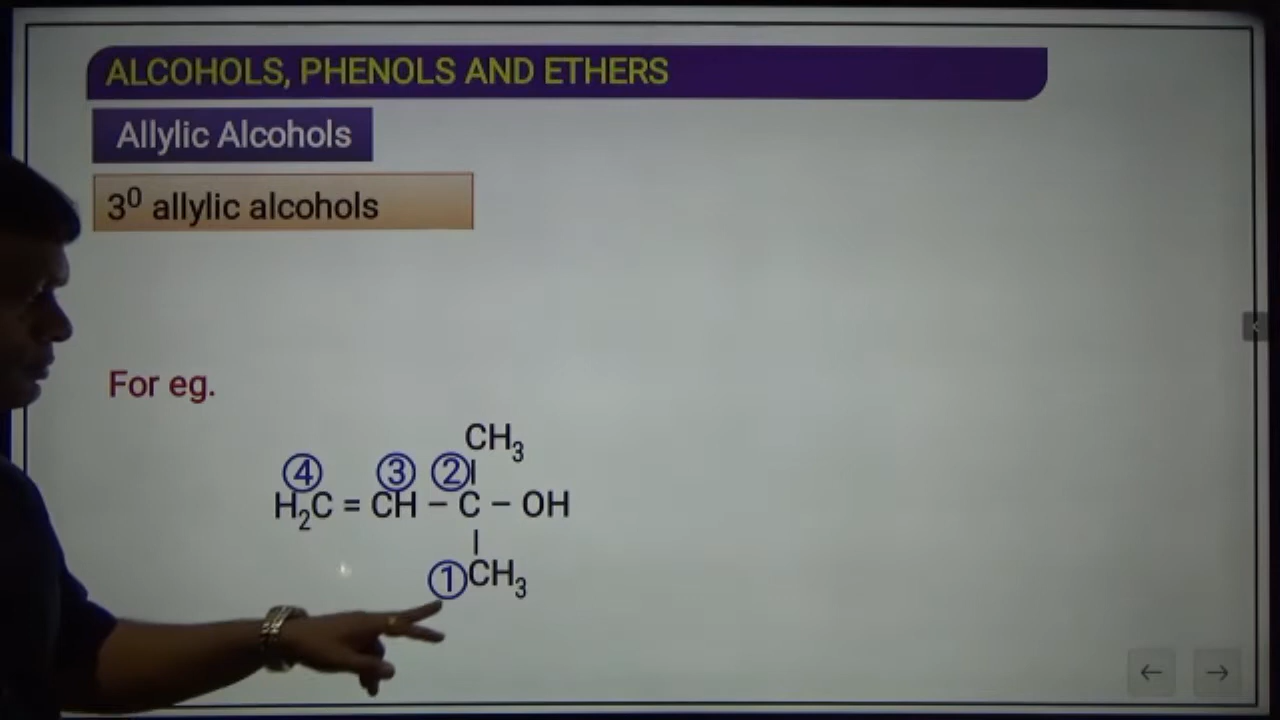 ALCOHOLS, PHENOLS AND ETHERS
Allylic Alcohols
3⁰ allylic alcohols
For eg.
CH₃
④ ③ ②
H₂C = CH – C – OH
①CH₃